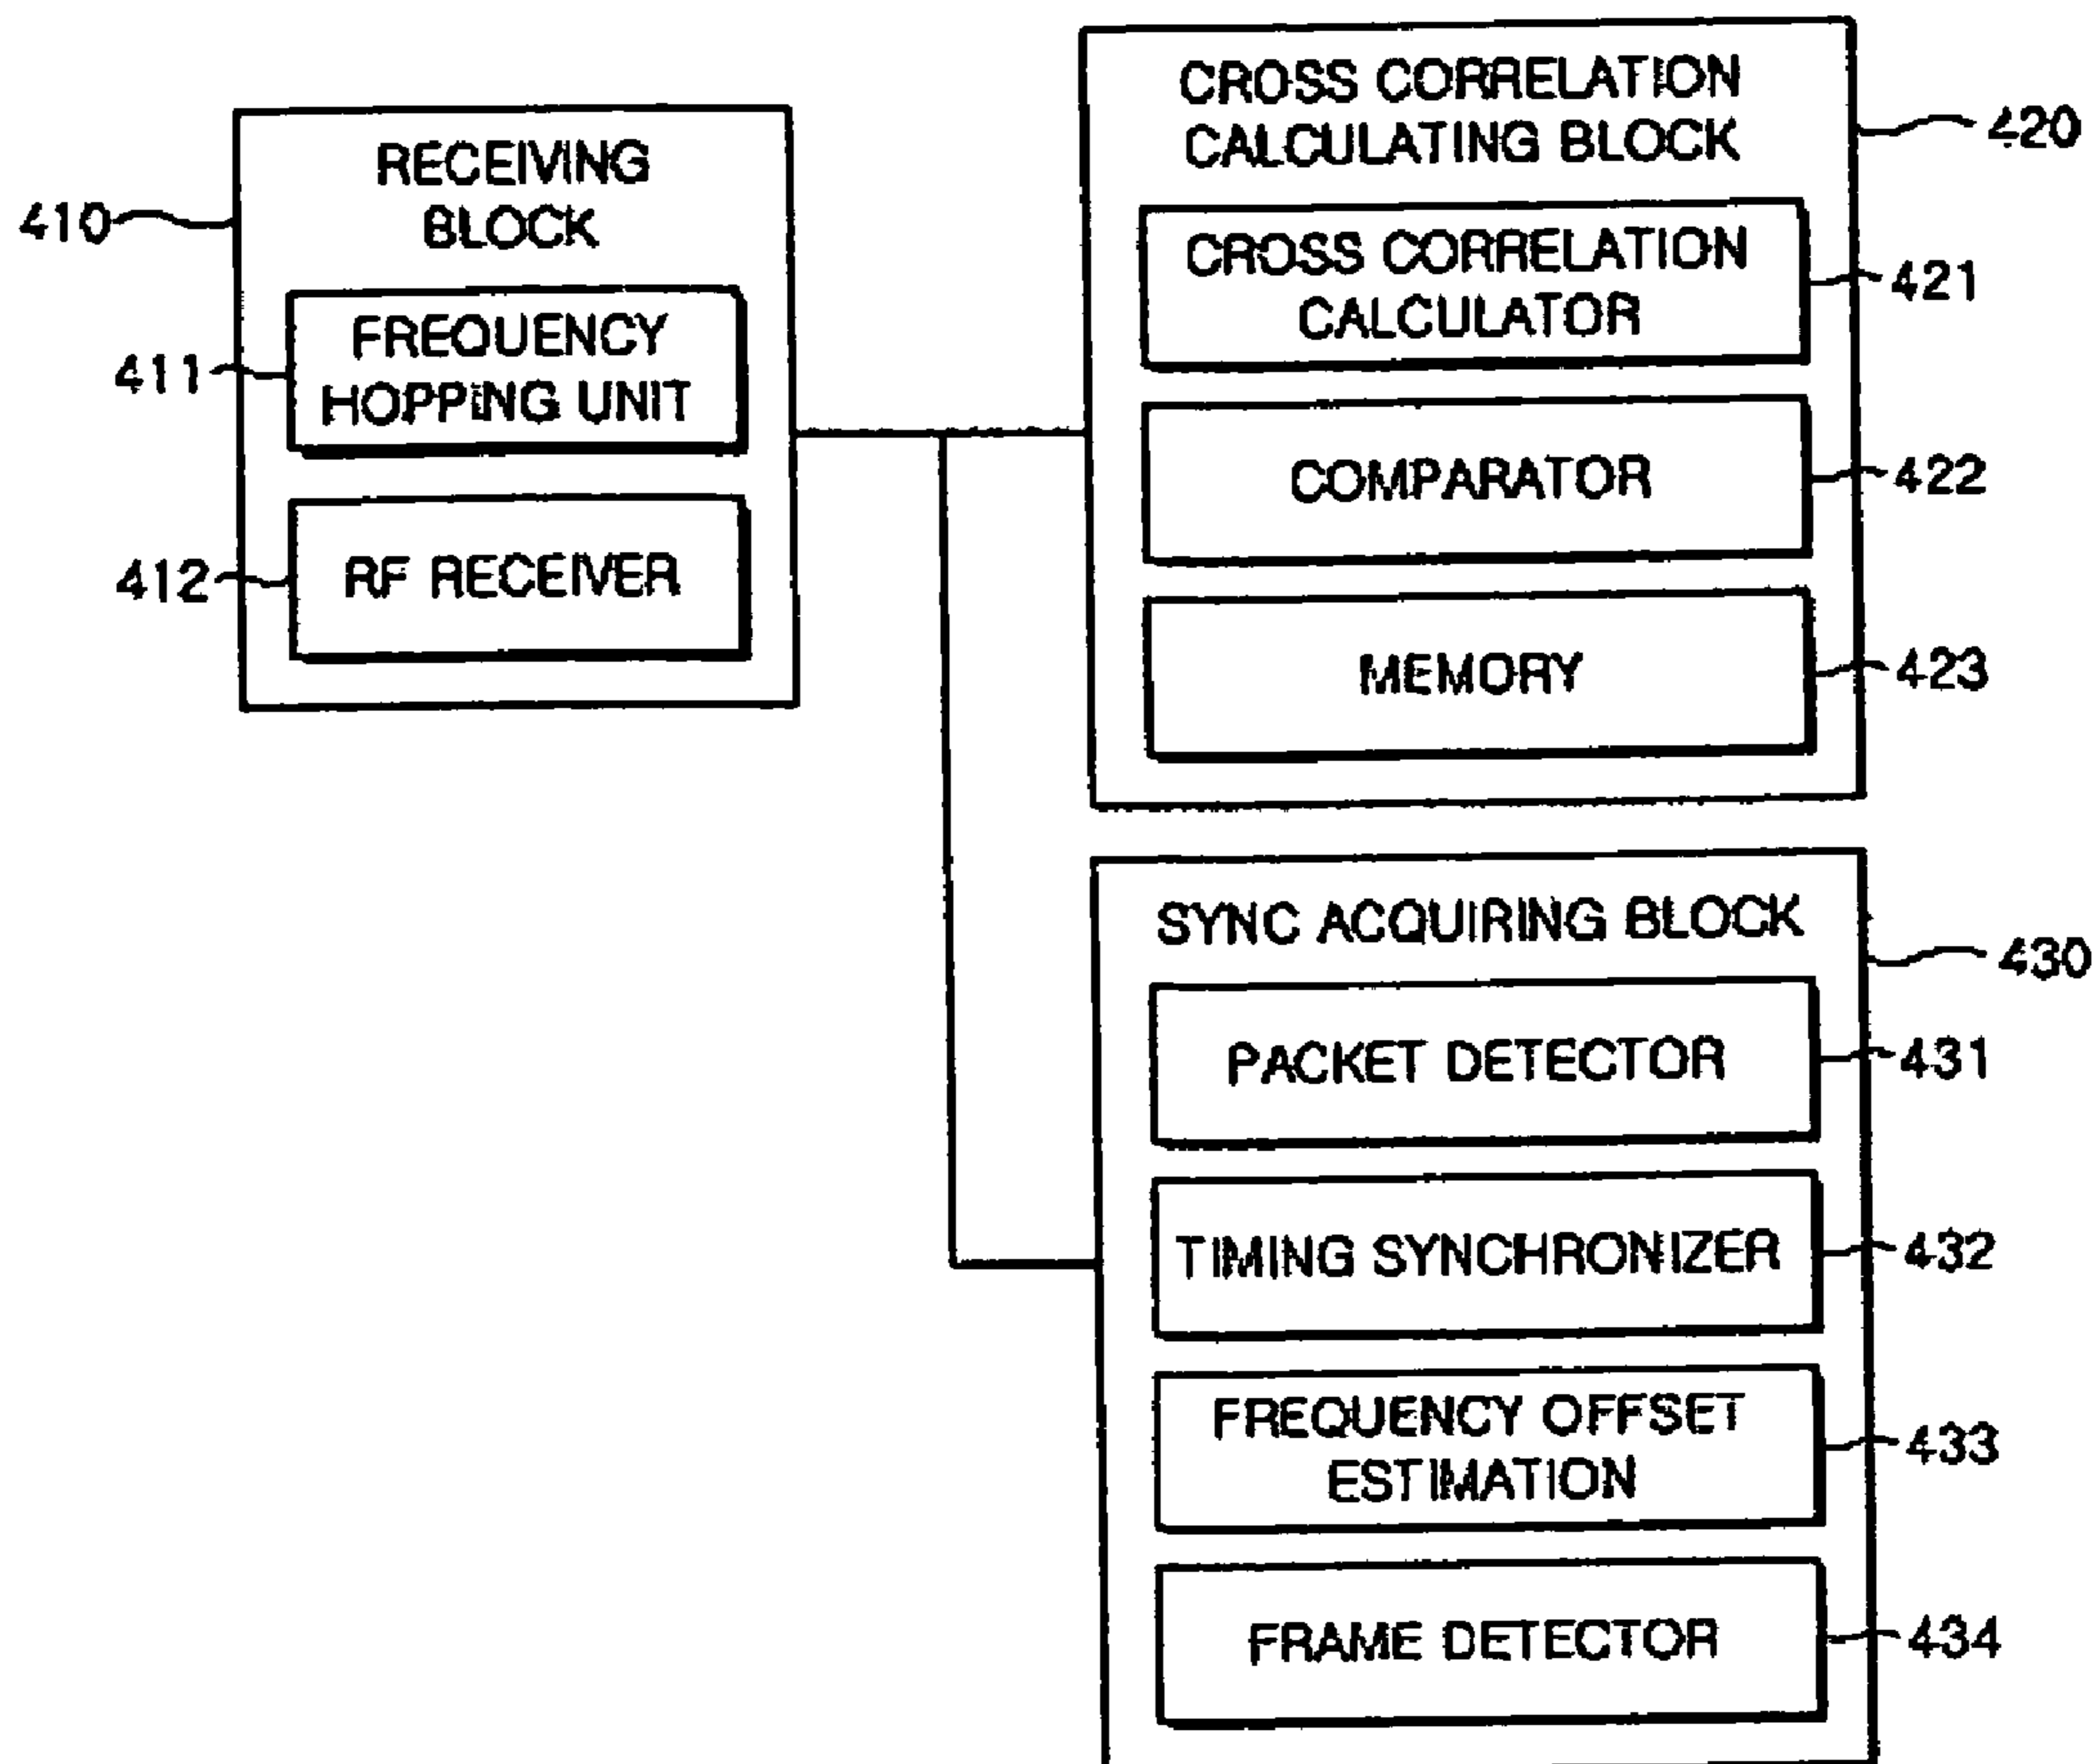 RECEIVING
BLOCK
410
FREQUENCY
HOPPING UNIT
411
RF RECEIVER
412
CROSS CORRELATION
CALCULATING BLOCK
420
CROSS CORRELATION
CALCULATOR
421
COMPARATOR
422
MEMORY
423
SYNC ACQUIRING BLOCK
430
PACKET DETECTOR
431
TIMING SYNCHRONIZER
432
FREQUENCY OFFSET
ESTIMATION
433
FRAME DETECTOR
434